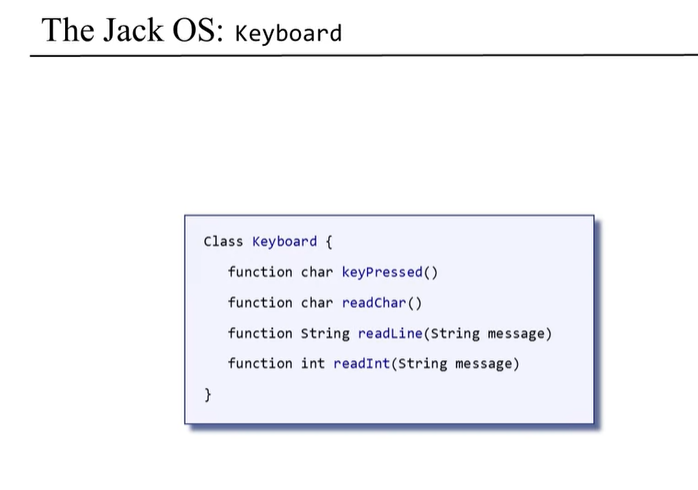 The Jack OS: Keyboard
Class Keyboard {
function char keyPressed()
function char readChar()
function String readLine(String message)
function int readInt(String message)
}